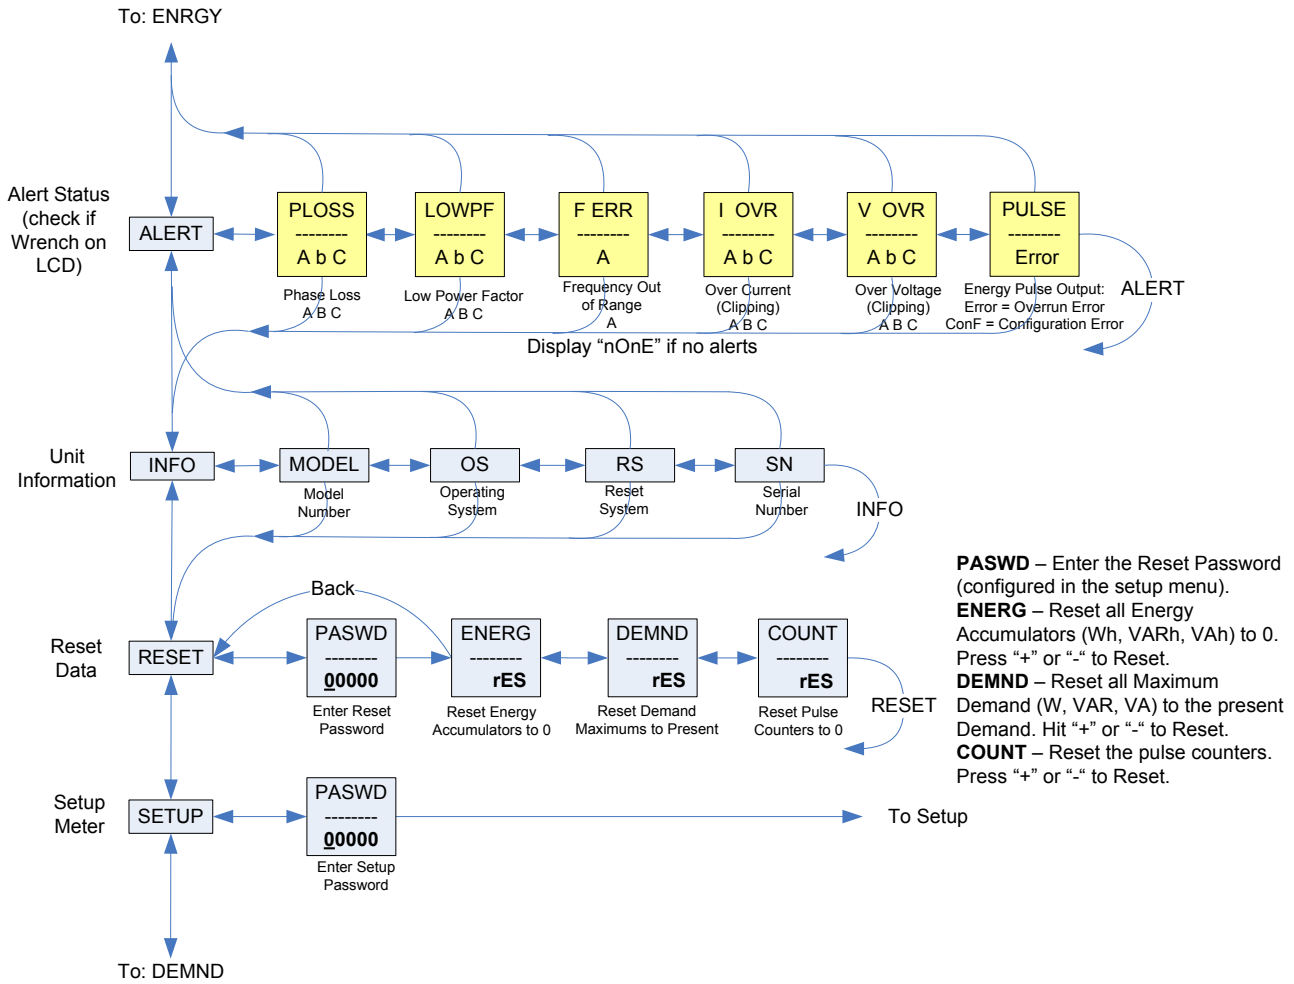 To: ENRGY
Alert Status
(check if
Wrench on
LCD)
ALERT
PLOSS
--------
A b C
LOWPF
--------
A b C
F ERR
--------
A
I OVR
--------
A b C
V OVR
--------
A b C
PULSE
--------
Error
Phase Loss
A B C
Low Power Factor
A B C
Frequency Out
of Range
A
Over Current
(Clipping)
A B C
Over Voltage
(Clipping)
A B C
Energy Pulse Output:
Error = Overrun Error
ConF = Configuration Error
ALERT
Display “nOnE” if no alerts
Unit
Information
INFO
MODEL
OS
RS
SN
Model
Number
Operating
System
Reset
System
Serial
Number
INFO
Back
Reset
Data
RESET
PASWD
--------
00000
ENERG
--------
rES
DEMND
--------
rES
COUNT
--------
rES
Enter Reset
Password
Reset Energy
Accumulators to 0
Reset Demand
Maximums to Present
Reset Pulse
Counters to 0
RESET
PASWD – Enter the Reset Password
(configured in the setup menu).
ENERG – Reset all Energy
Accumulators (Wh, VARh, VAh) to 0.
Press “+” or “-“ to Reset.
DEMND – Reset all Maximum
Demand (W, VAR, VA) to the present
Demand. Hit “+” or “-“ to Reset.
COUNT – Reset the pulse counters.
Press “+” or “-“ to Reset.
Setup
Meter
SETUP
PASWD
--------
00000
Enter Setup
Password
To Setup
To: DEMND